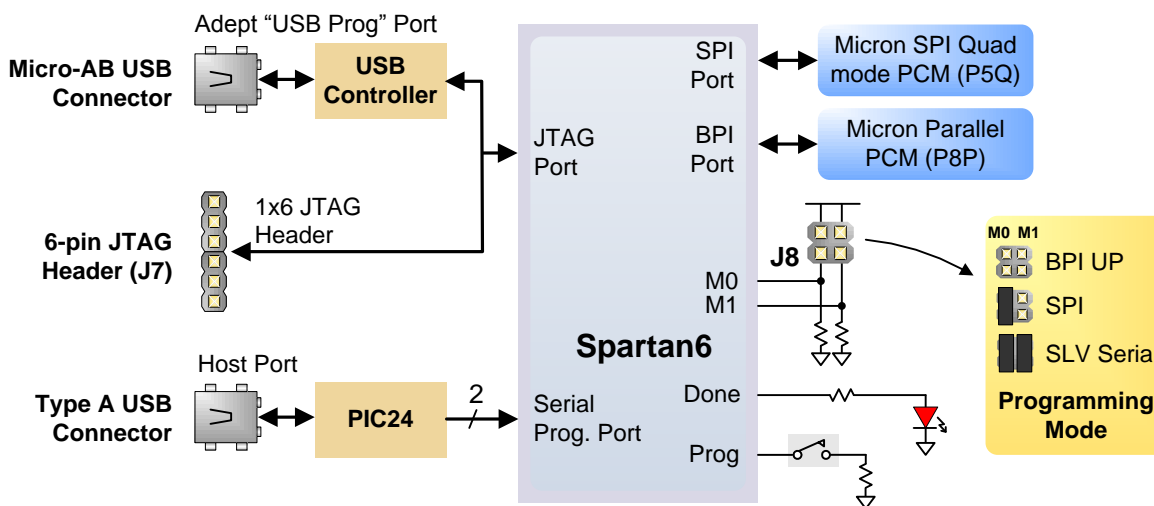 Adept “USB Prog” Port
Micro-AB USB
Connector
USB
Controller
6-pin JTAG
Header (J7)
1x6 JTAG
Header
Host Port
Type A USB
Connector
PIC24
2
JTAG
Port
Serial
Prog. Port
Spartan6
SPI
Port
BPI
Port
M0
M1
Done
Prog
Micron SPI Quad
mode PCM (P5Q)
Micron Parallel
PCM (P8P)
J8
M0 M1
BPI UP
SPI
SLV Seria
Programming
Mode